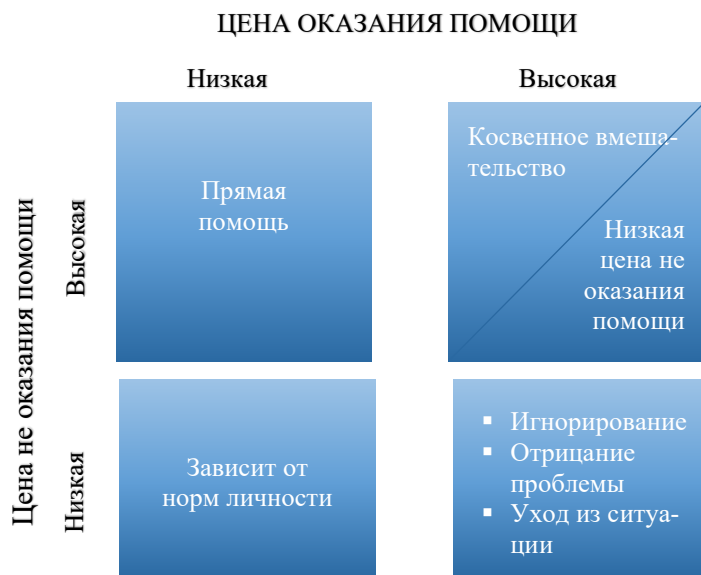 ЦЕНА ОКАЗАНИЯ ПОМОЩИ
Низкая
Высокая
Цена не оказания помощи
Высокая
Прямая
помощь
Косвенное вмеша-
тельство
Низкая
цена не
оказания
помощи
Низкая
Зависит от
норм личности
▪ Игнорирование
▪ Отрицание
проблемы
▪ Уход из ситуа-
ции